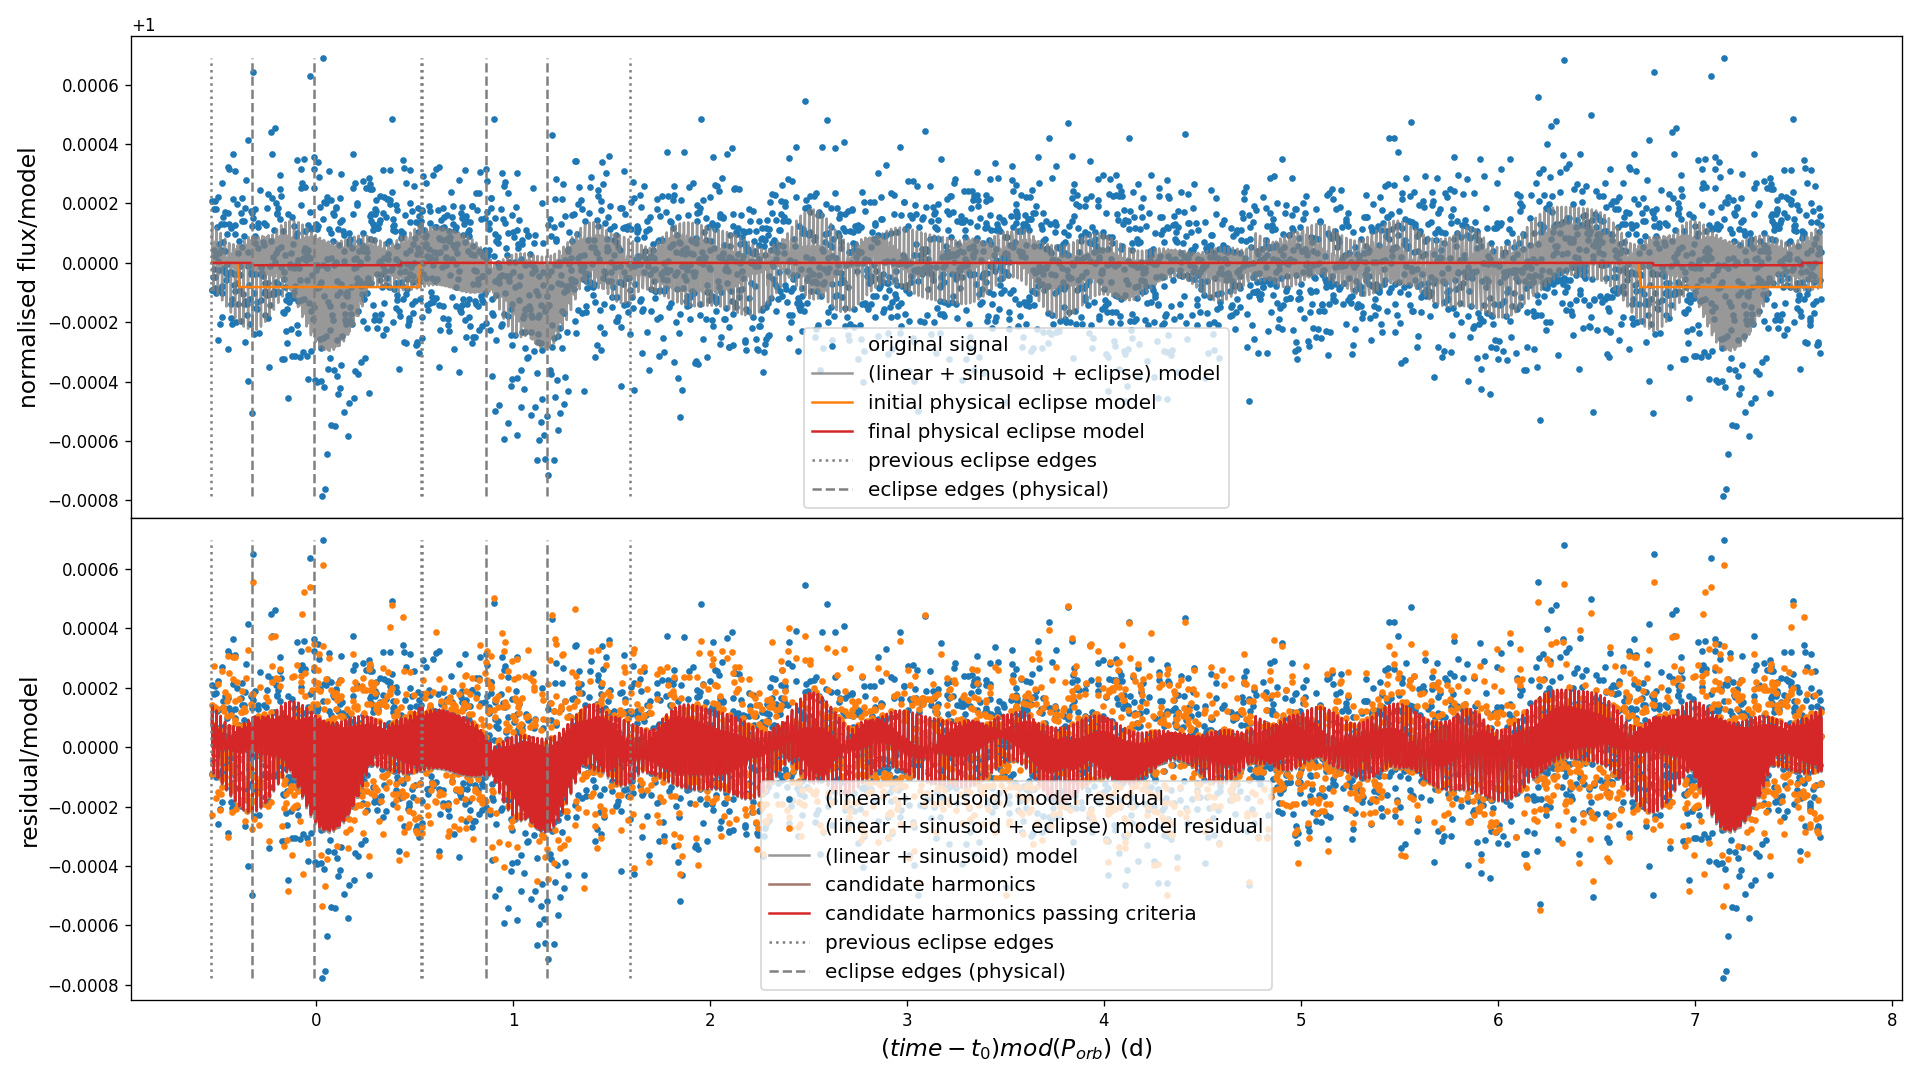 +1
0.0006
0.0004
0.0002
0.0000
−0.0002
−0.0004
−0.0006
−0.0008
normalised flux/model
original signal
(linear + sinusoid + eclipse) model
initial physical eclipse model
final physical eclipse model
previous eclipse edges
eclipse edges (physical)
0.0006
0.0004
0.0002
0.0000
−0.0002
−0.0004
−0.0006
−0.0008
residual/model
(linear + sinusoid) model residual
(linear + sinusoid + eclipse) model residual
(linear + sinusoid) model
candidate harmonics
candidate harmonics passing criteria
previous eclipse edges
eclipse edges (physical)
0 1 2 3 4 5 6 7 8
(time − t₀)mod(P_orb) (d)